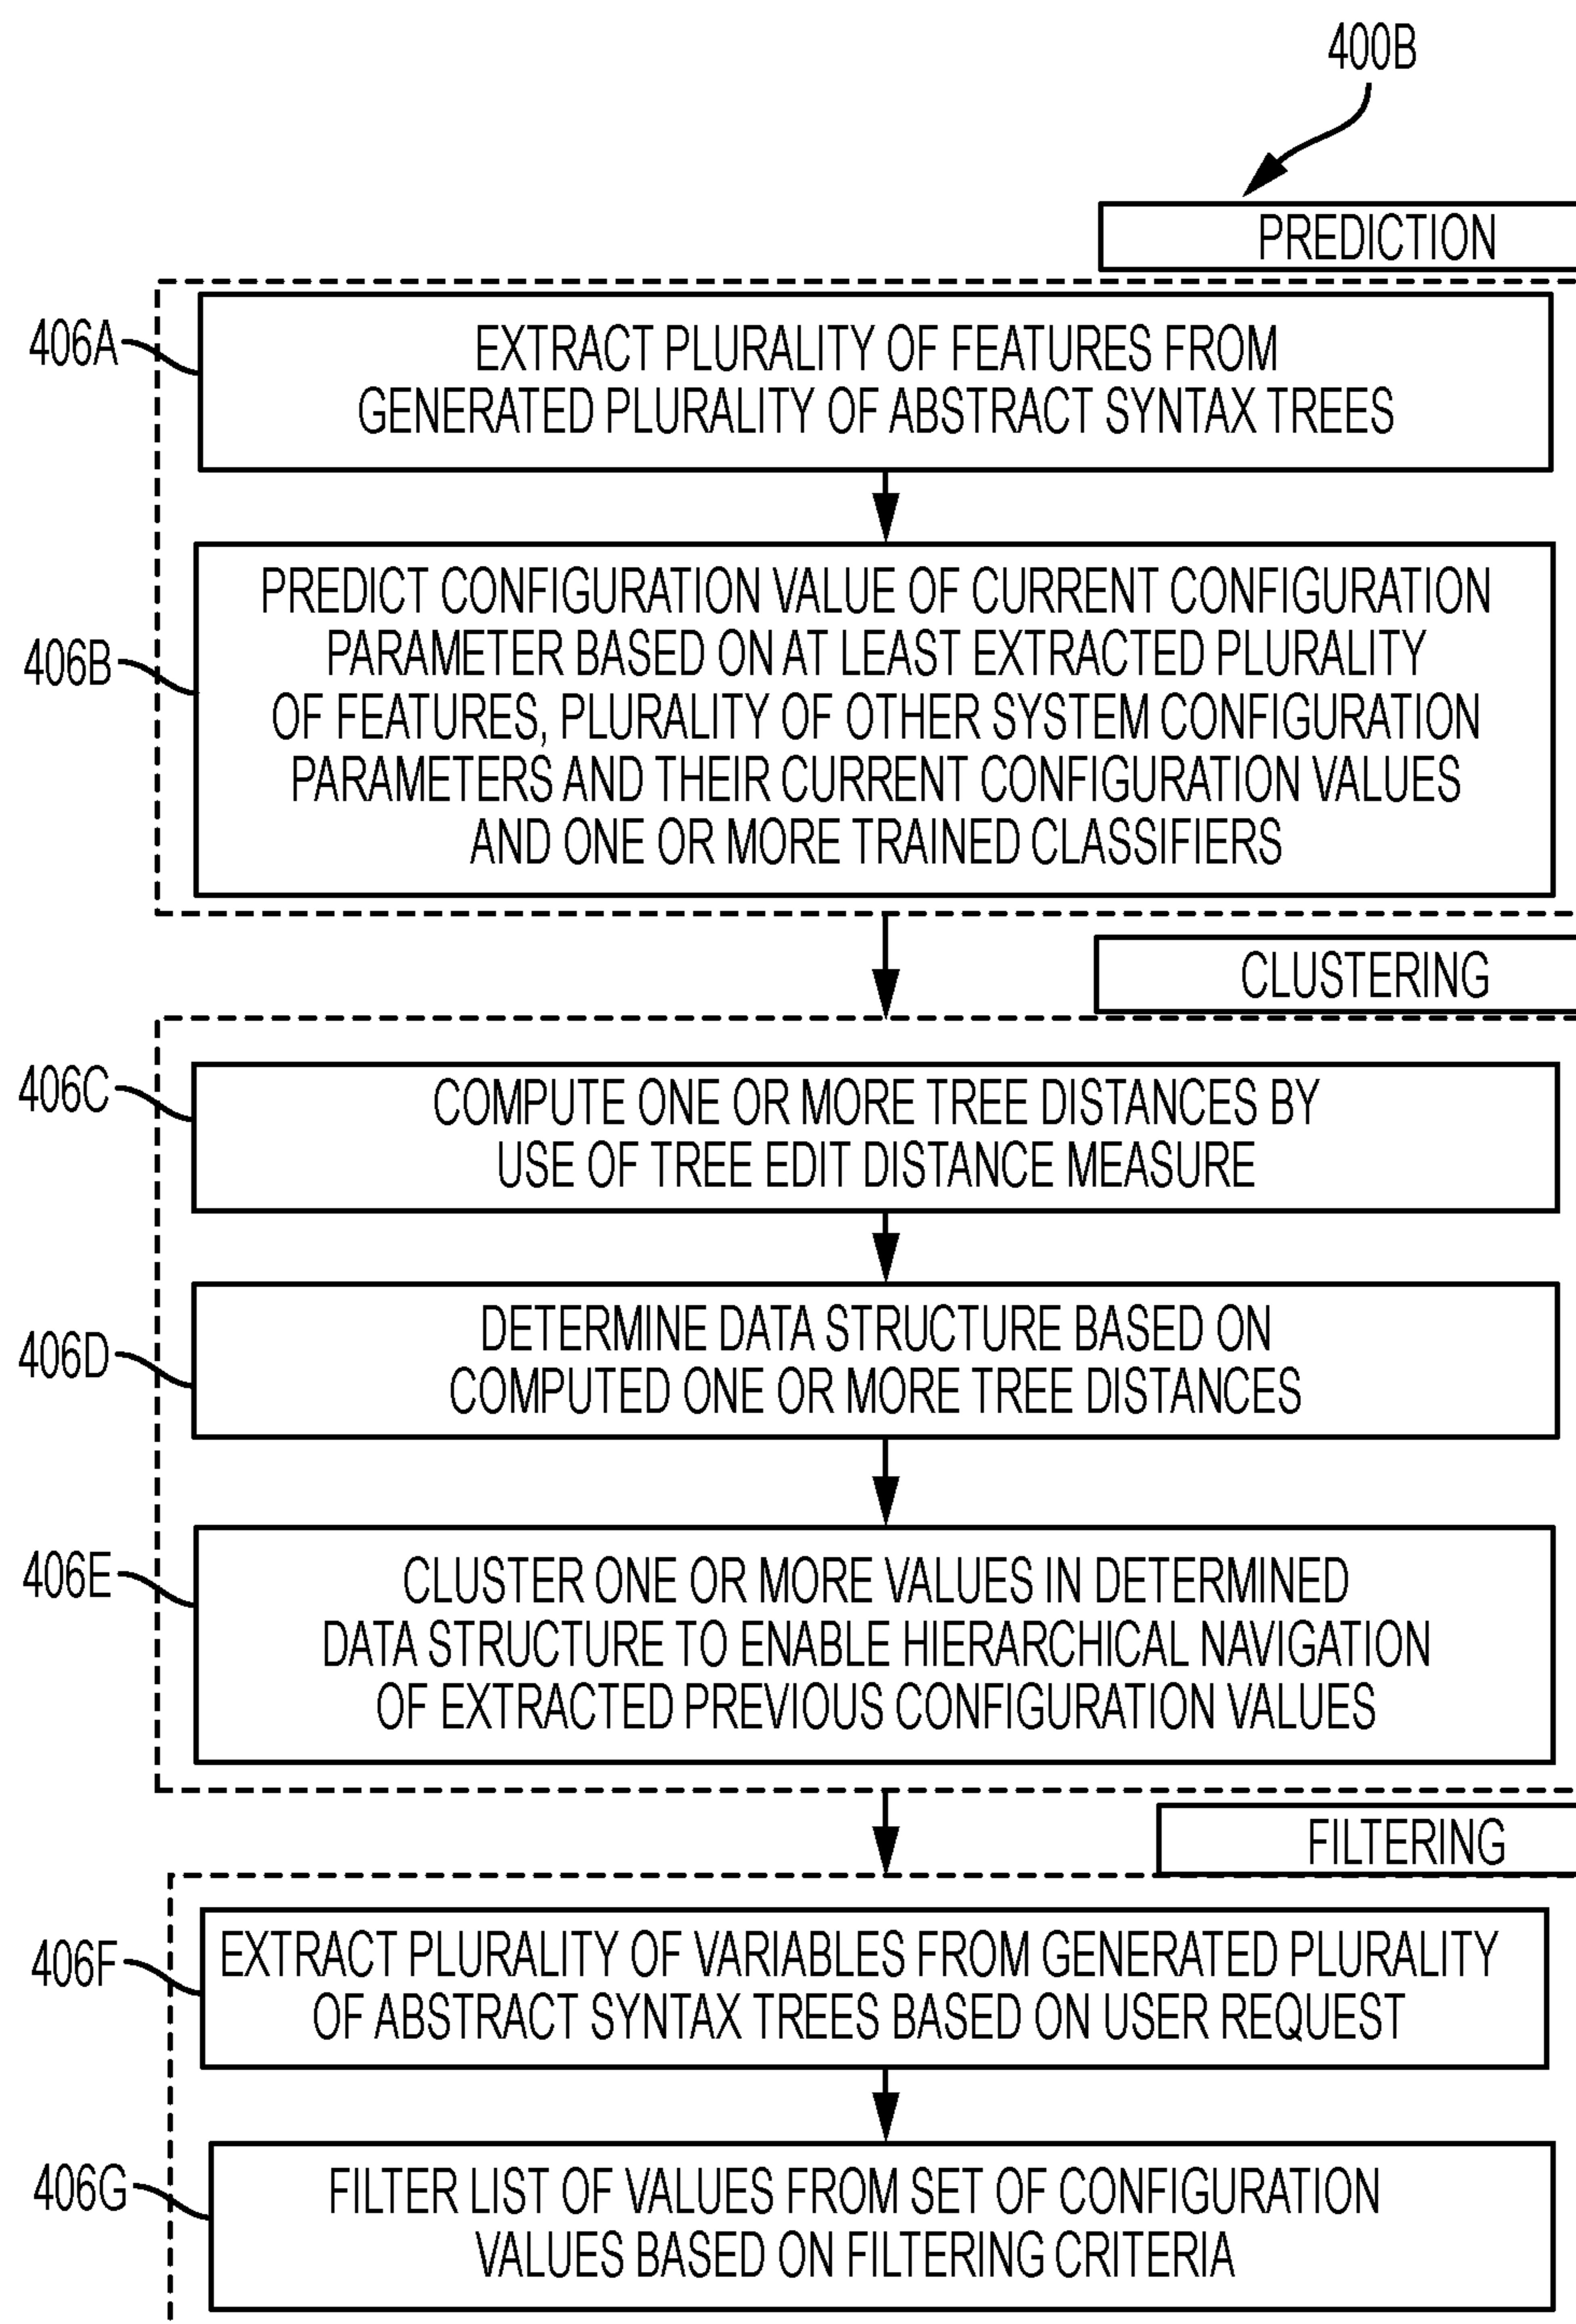 400B
PREDICTION
406A
EXTRACT PLURALITY OF FEATURES FROM
GENERATED PLURALITY OF ABSTRACT SYNTAX TREES
406B
PREDICT CONFIGURATION VALUE OF CURRENT CONFIGURATION
PARAMETER BASED ON AT LEAST EXTRACTED PLURALITY
OF FEATURES, PLURALITY OF OTHER SYSTEM CONFIGURATION
PARAMETERS AND THEIR CURRENT CONFIGURATION VALUES
AND ONE OR MORE TRAINED CLASSIFIERS
CLUSTERING
406C
COMPUTE ONE OR MORE TREE DISTANCES BY
USE OF TREE EDIT DISTANCE MEASURE
406D
DETERMINE DATA STRUCTURE BASED ON
COMPUTED ONE OR MORE TREE DISTANCES
406E
CLUSTER ONE OR MORE VALUES IN DETERMINED
DATA STRUCTURE TO ENABLE HIERARCHICAL NAVIGATION
OF EXTRACTED PREVIOUS CONFIGURATION VALUES
FILTERING
406F
EXTRACT PLURALITY OF VARIABLES FROM GENERATED PLURALITY
OF ABSTRACT SYNTAX TREES BASED ON USER REQUEST
406G
FILTER LIST OF VALUES FROM SET OF CONFIGURATION
VALUES BASED ON FILTERING CRITERIA